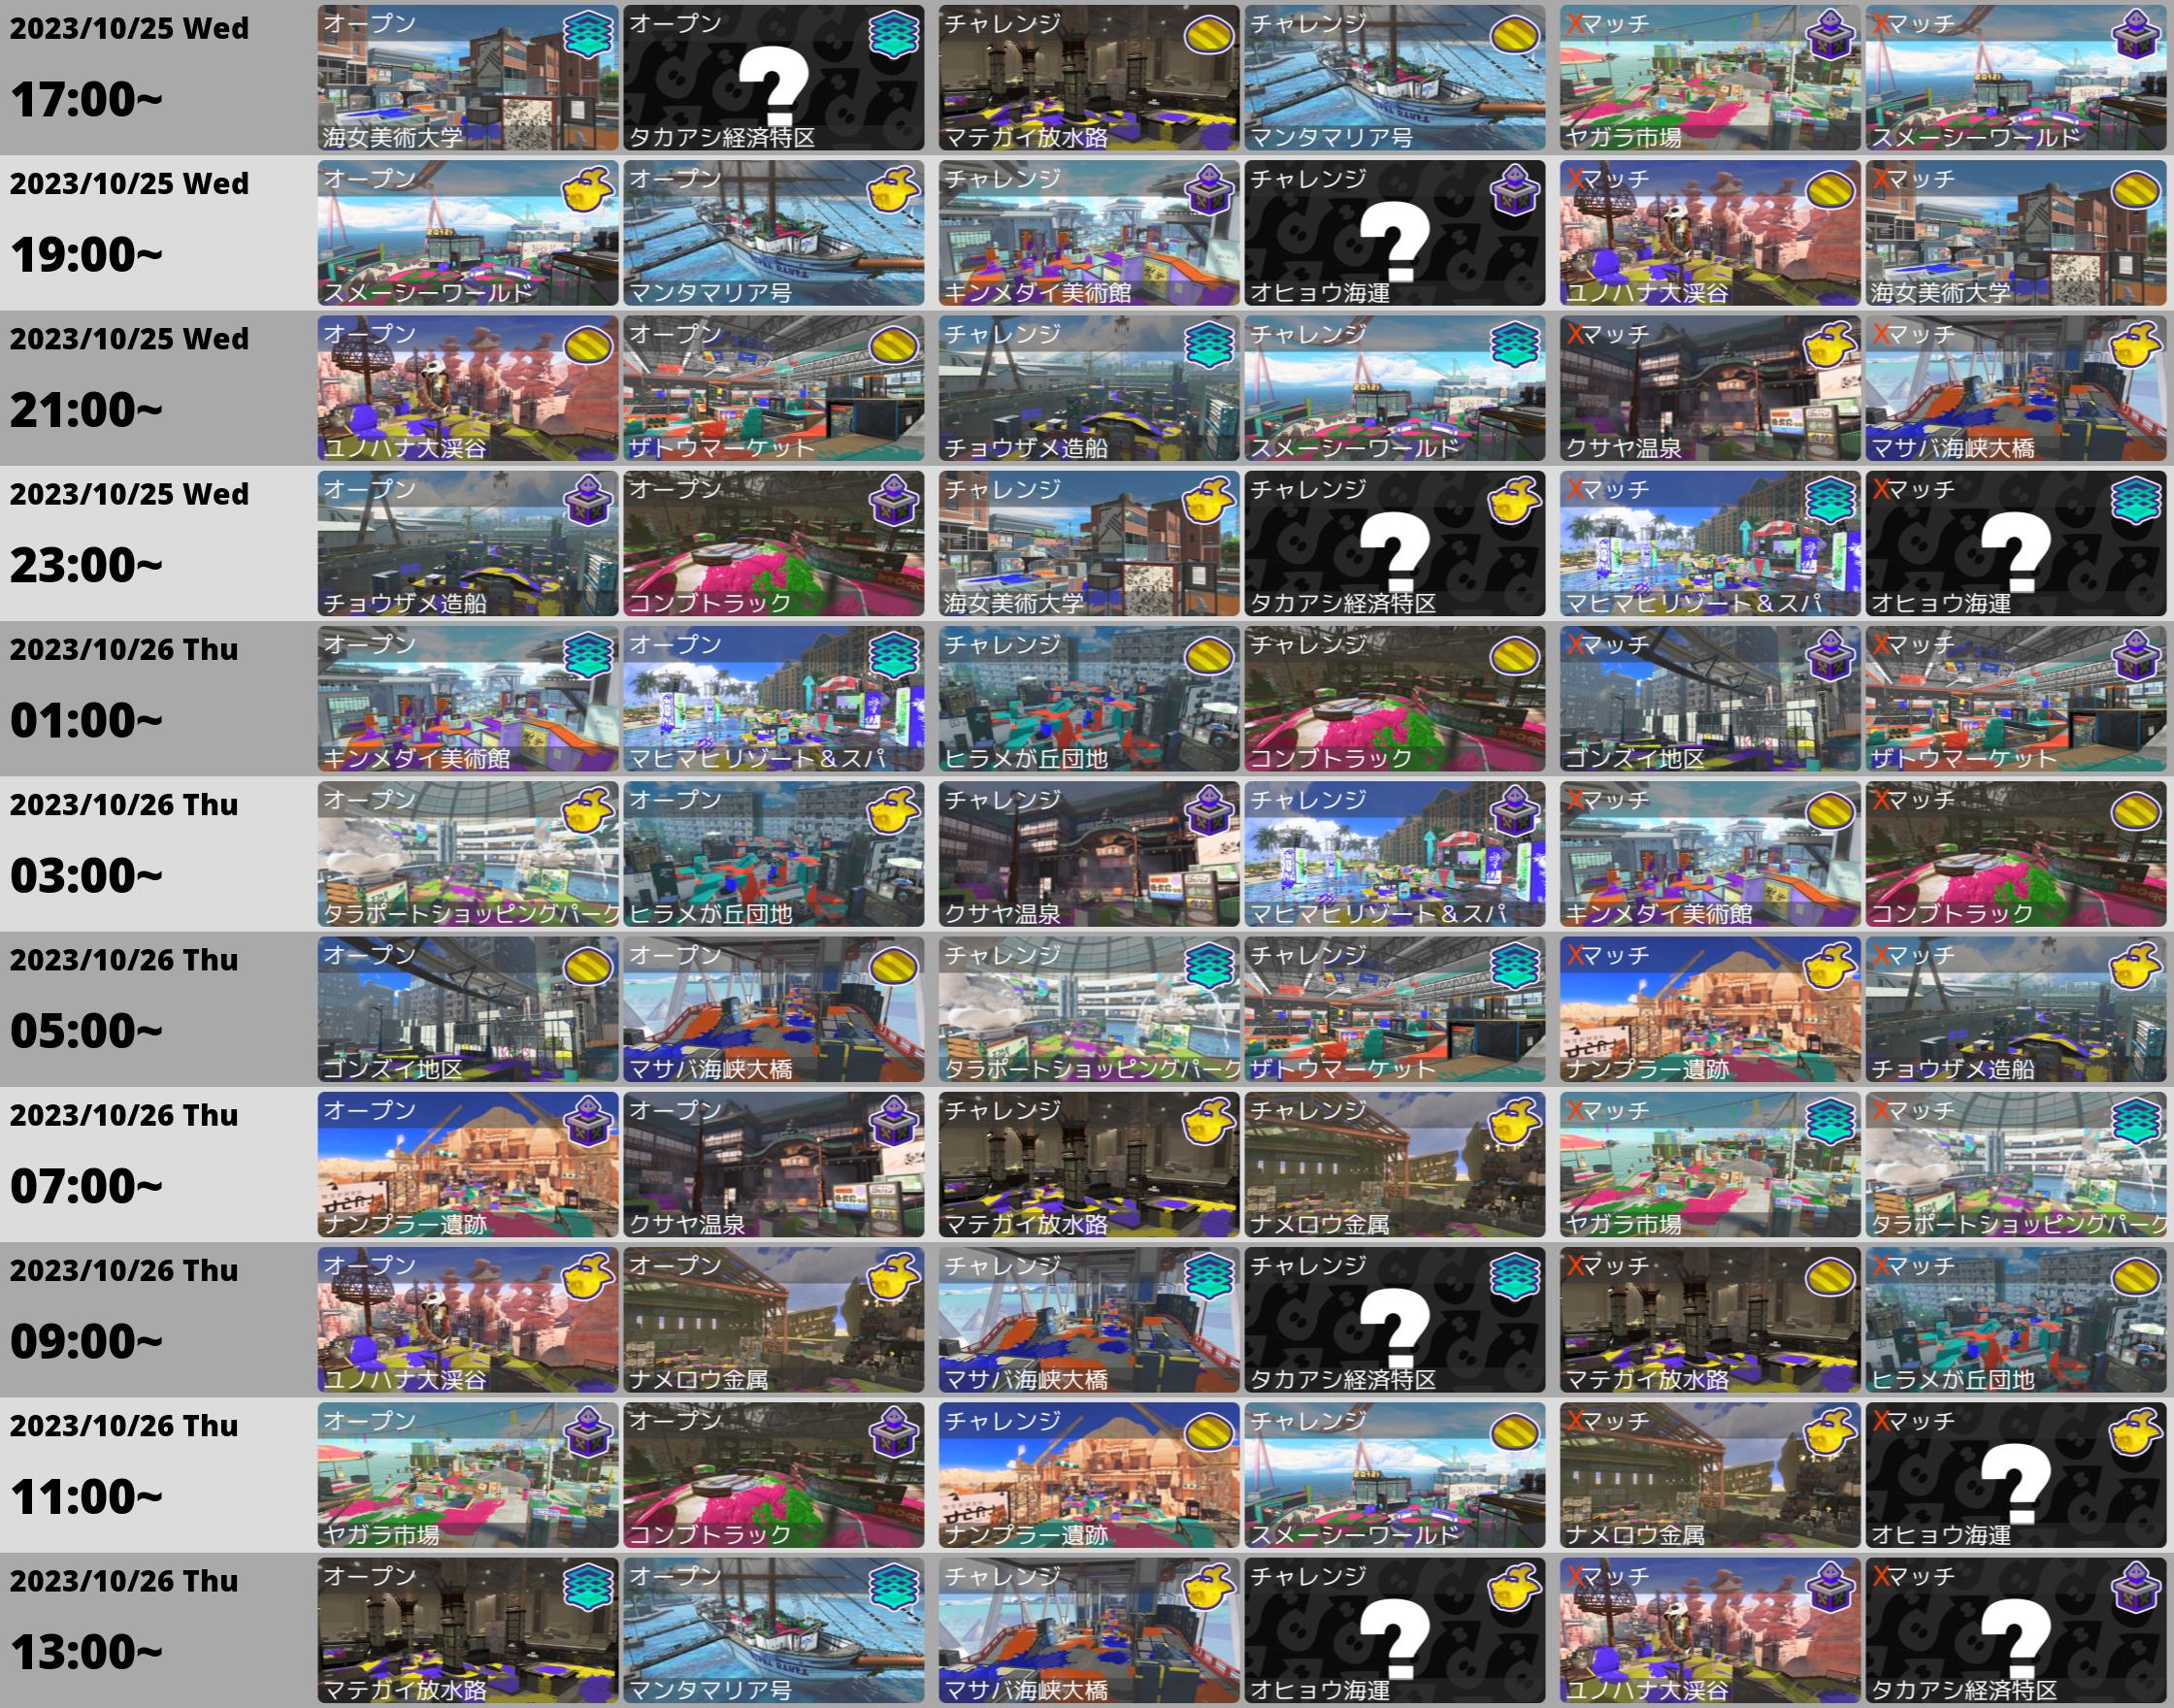 2023/10/25 Wed
17:00~
オープン オープン チャレンジ チャレンジ Xマッチ Xマッチ
海女美術大学 タカアシ経済特区 マテガイ放水路 マンタマリア号 ヤガラ市場 スメーシーワールド
2023/10/25 Wed
19:00~
オープン オープン チャレンジ チャレンジ Xマッチ Xマッチ
スメーシーワールド マンタマリア号 キンメダイ美術館 オヒョウ海運 ユノハナ大渓谷 海女美術大学
2023/10/25 Wed
21:00~
オープン オープン チャレンジ チャレンジ Xマッチ Xマッチ
ユノハナ大渓谷 ザトウマーケット チョウザメ造船 スメーシーワールド クサヤ温泉 マサバ海峡大橋
2023/10/25 Wed
23:00~
オープン オープン チャレンジ チャレンジ Xマッチ Xマッチ
チョウザメ造船 コンブトラック 海女美術大学 タカアシ経済特区 マヒマヒリゾート&スパ オヒョウ海運
2023/10/26 Thu
01:00~
オープン オープン チャレンジ チャレンジ Xマッチ Xマッチ
キンメダイ美術館 マヒマヒリゾート&スパ ヒラメが丘団地 コンブトラック ゴンズイ地区 ザトウマーケット
2023/10/26 Thu
03:00~
オープン オープン チャレンジ チャレンジ Xマッチ Xマッチ
タラポートショッピングパーク ヒラメが丘団地 クサヤ温泉 マヒマヒリゾート&スパ キンメダイ美術館 コンブトラック
2023/10/26 Thu
05:00~
オープン オープン チャレンジ チャレンジ Xマッチ Xマッチ
ゴンズイ地区 マサバ海峡大橋 タラポートショッピングパーク ザトウマーケット ナンプラー遺跡 チョウザメ造船
2023/10/26 Thu
07:00~
オープン オープン チャレンジ チャレンジ Xマッチ Xマッチ
ナンプラー遺跡 クサヤ温泉 マテガイ放水路 ナメロウ金属 ヤガラ市場 タラポートショッピングパーク
2023/10/26 Thu
09:00~
オープン オープン チャレンジ チャレンジ Xマッチ Xマッチ
ユノハナ大渓谷 ナメロウ金属 マサバ海峡大橋 タカアシ経済特区 マテガイ放水路 ヒラメが丘団地
2023/10/26 Thu
11:00~
オープン オープン チャレンジ チャレンジ Xマッチ Xマッチ
ヤガラ市場 コンブトラック ナンプラー遺跡 スメーシーワールド ナメロウ金属 オヒョウ海運
2023/10/26 Thu
13:00~
オープン オープン チャレンジ チャレンジ Xマッチ Xマッチ
マテガイ放水路 マンタマリア号 マサバ海峡大橋 オヒョウ海運 ユノハナ大渓谷 タカアシ経済特区